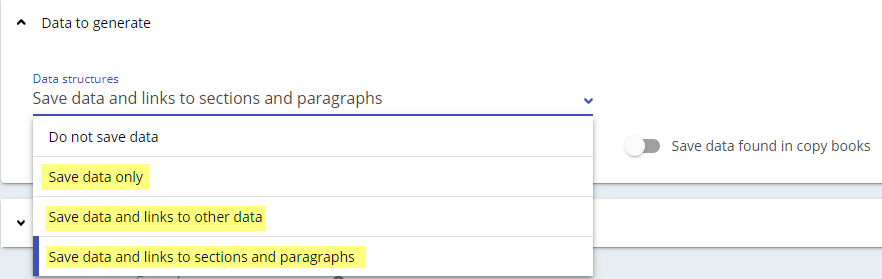 Data to generate
Data structures
Save data and links to sections and paragraphs
Do not save data
Save data found in copy books
Save data only
Save data and links to other data
Save data and links to sections and paragraphs